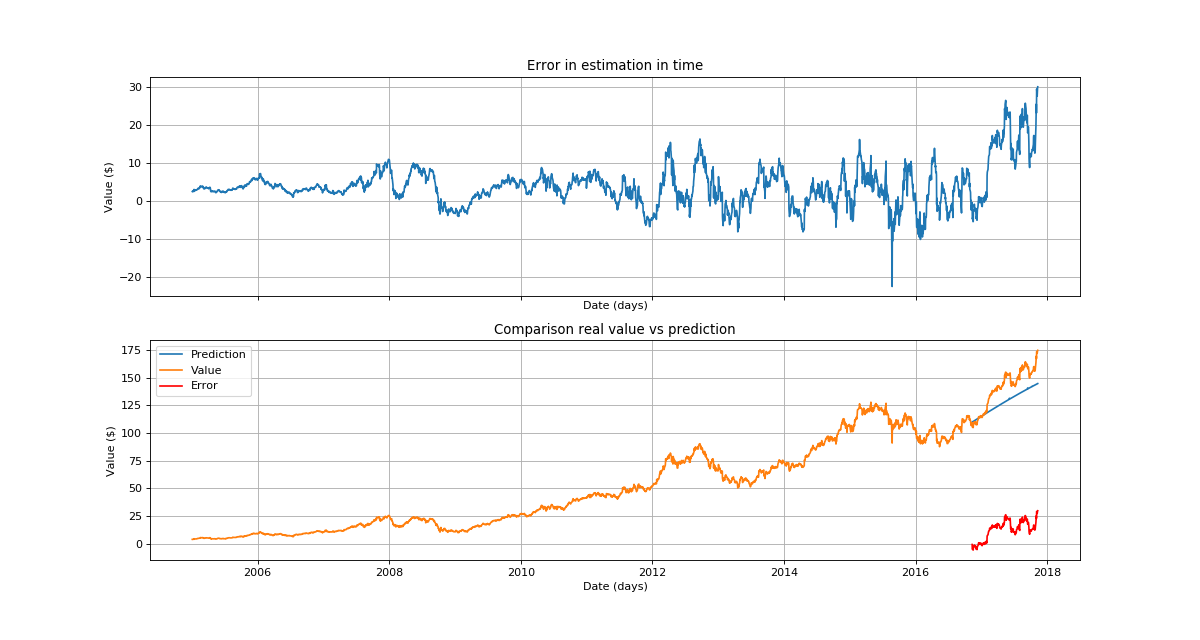 Error in estimation in time
Value ($)
30
20
10
0
−10
−20
Date (days)
Comparison real value vs prediction
Value ($)
175
150
125
100
75
50
25
0
Prediction
Value
Error
2006 2008 2010 2012 2014 2016 2018
Date (days)